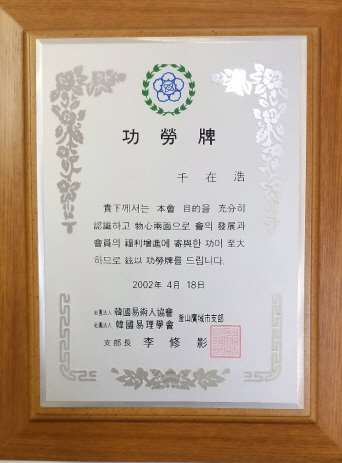 功勞牌
千在浩
貴下께서는 本會 目的을 充分히
認識하고 物心兩面으로 會의 發展과
會員의 福利增進에 寄與한 功이 至大
하므로 玆以 功勞牌를 드립니다.
2002年 4月 18日
社團法人 韓國易術人協會 釜山廣域市支部
社團法人 韓國易理學會
支部長 李修影